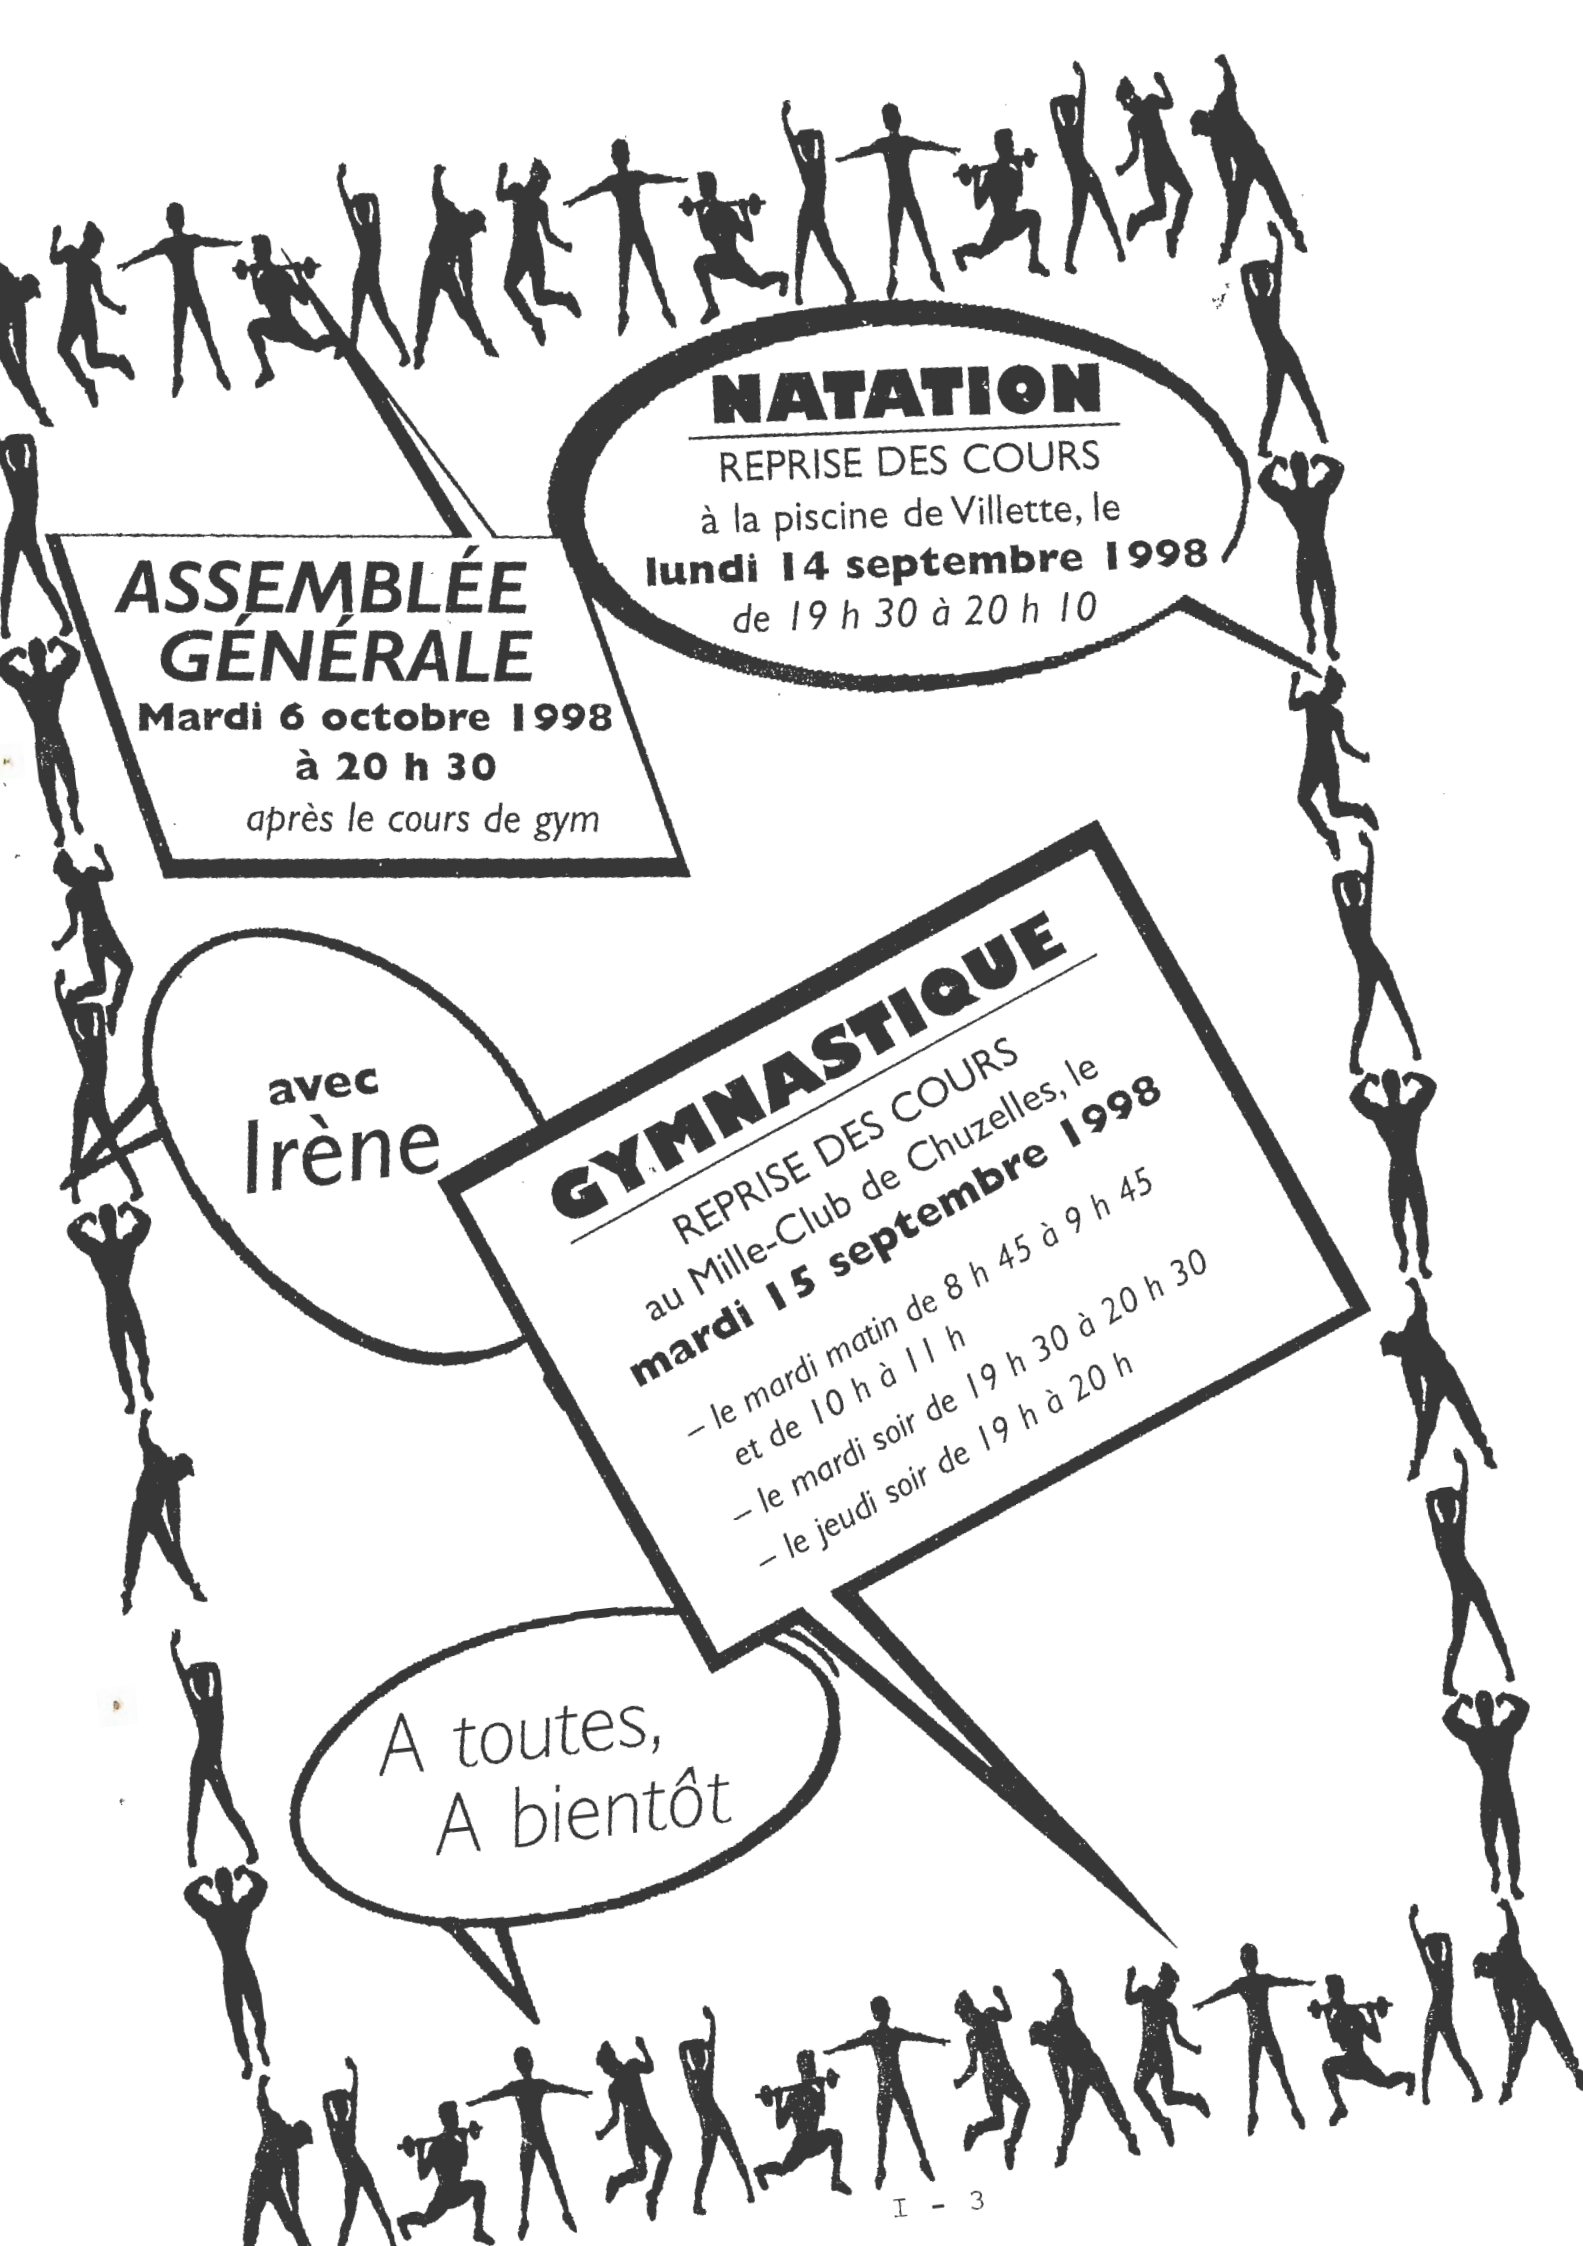 NATATION
REPRISE DES COURS
à la piscine de Villette, le
lundi 14 septembre 1998
de 19 h 30 à 20 h 10
ASSEMBLÉE
GÉNÉRALE
Mardi 6 octobre 1998
à 20 h 30
après le cours de gym
avec
Irène
GYMNASTIQUE
REPRISE DES COURS
au Mille-Club de Chuzelles, le
mardi 15 septembre 1998
– le mardi matin de 8 h 45 à 9 h 45
et de 10 h à 11 h
– le mardi soir de 19 h 30 à 20 h 30
– le jeudi soir de 19 h à 20 h
A toutes,
A bientôt
I - 3